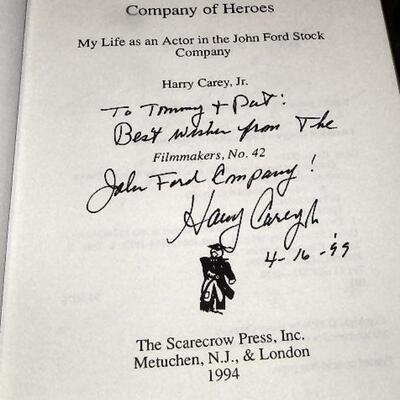 Company of Heroes
My Life as an Actor in the John Ford Stock
Company
Harry Carey, Jr.
To Tommy + Pat:
Best wishes from The
Filmmakers, No. 42
John Ford Company!
Harry Carey Jr
4-16-'99
The Scarecrow Press, Inc.
Metuchen, N.J., & London
1994